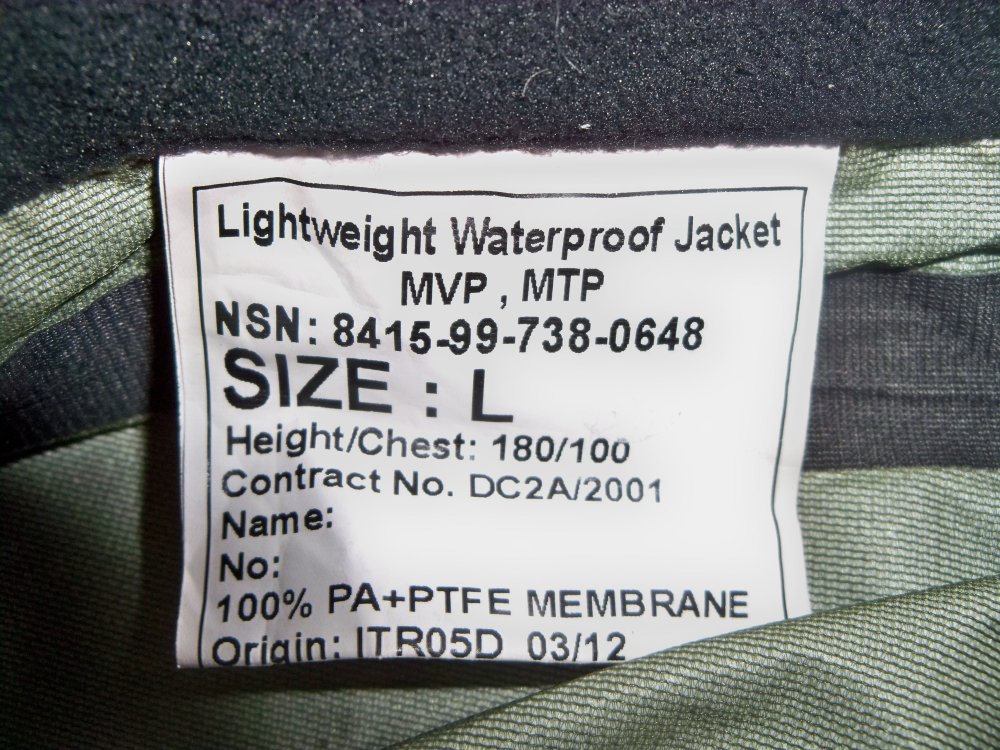 Lightweight Waterproof Jacket
MVP , MTP
NSN: 8415-99-738-0648
SIZE : L
Height/Chest: 180/100
Contract No. DC2A/2001
Name:
No:
100% PA+PTFE MEMBRANE
Origin: ITR05D 03/12